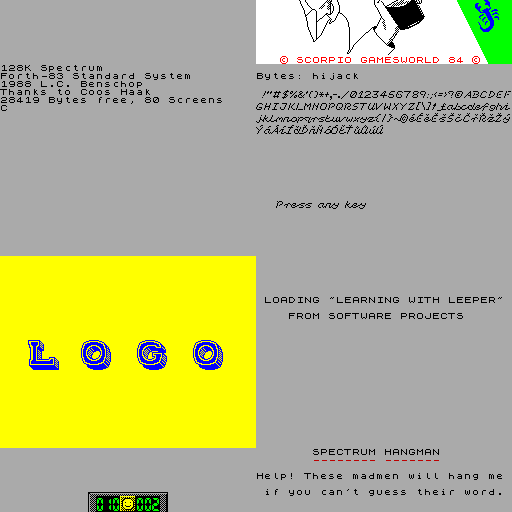 128K Spectrum
Forth-83 Standard System
1988 L.C. Benschop
Thanks to Coos Haak
28419 Bytes free, 80 Screens
C
© SCORPIO GAMESWORLD 84 ©
Bytes: hijack
!"#$%&'()*+,-./0123456789:;<=>?@ABCDEF
GHIJKLMNOPQRSTUVWXYZ[\]↑_£abcdefghi
jklmnopqrstuvwxyz{|}~©
Press any key
LOGO
LOADING "LEARNING WITH LEEPER"
FROM SOFTWARE PROJECTS
010 002
SPECTRUM HANGMAN
Help! These madmen will hang me
if you can't guess their word.